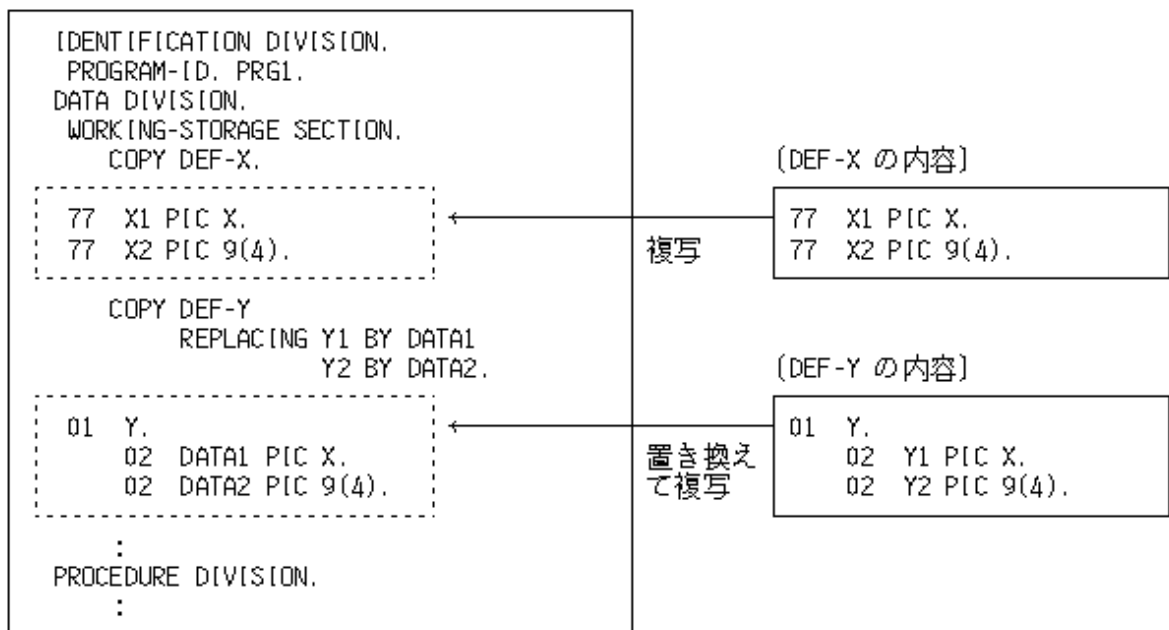 IDENTIFICATION DIVISION.
PROGRAM-ID. PRG1.
DATA DIVISION.
WORKING-STORAGE SECTION.
COPY DEF-X.
77 X1 PIC X.
77 X2 PIC 9(4).
COPY DEF-Y
REPLACING Y1 BY DATA1
Y2 BY DATA2.
01 Y.
02 DATA1 PIC X.
02 DATA2 PIC 9(4).
:
PROCEDURE DIVISION.
:
複写
置き換え
て複写
[DEF-X の内容]
77 X1 PIC X.
77 X2 PIC 9(4).
[DEF-Y の内容]
01 Y.
02 Y1 PIC X.
02 Y2 PIC 9(4).